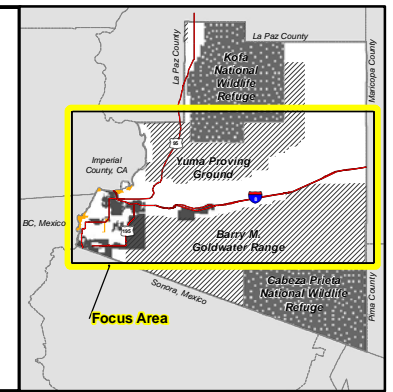 La Paz County
La Paz County
Maricopa County
Kofa
National
Wildlife
Refuge
95
Imperial
County, CA
Yuma Proving
Ground
8
BC, Mexico
195
Barry M.
Goldwater Range
Sonora, Mexico
Cabeza Prieta
National Wildlife
Refuge
Pima County
Focus Area